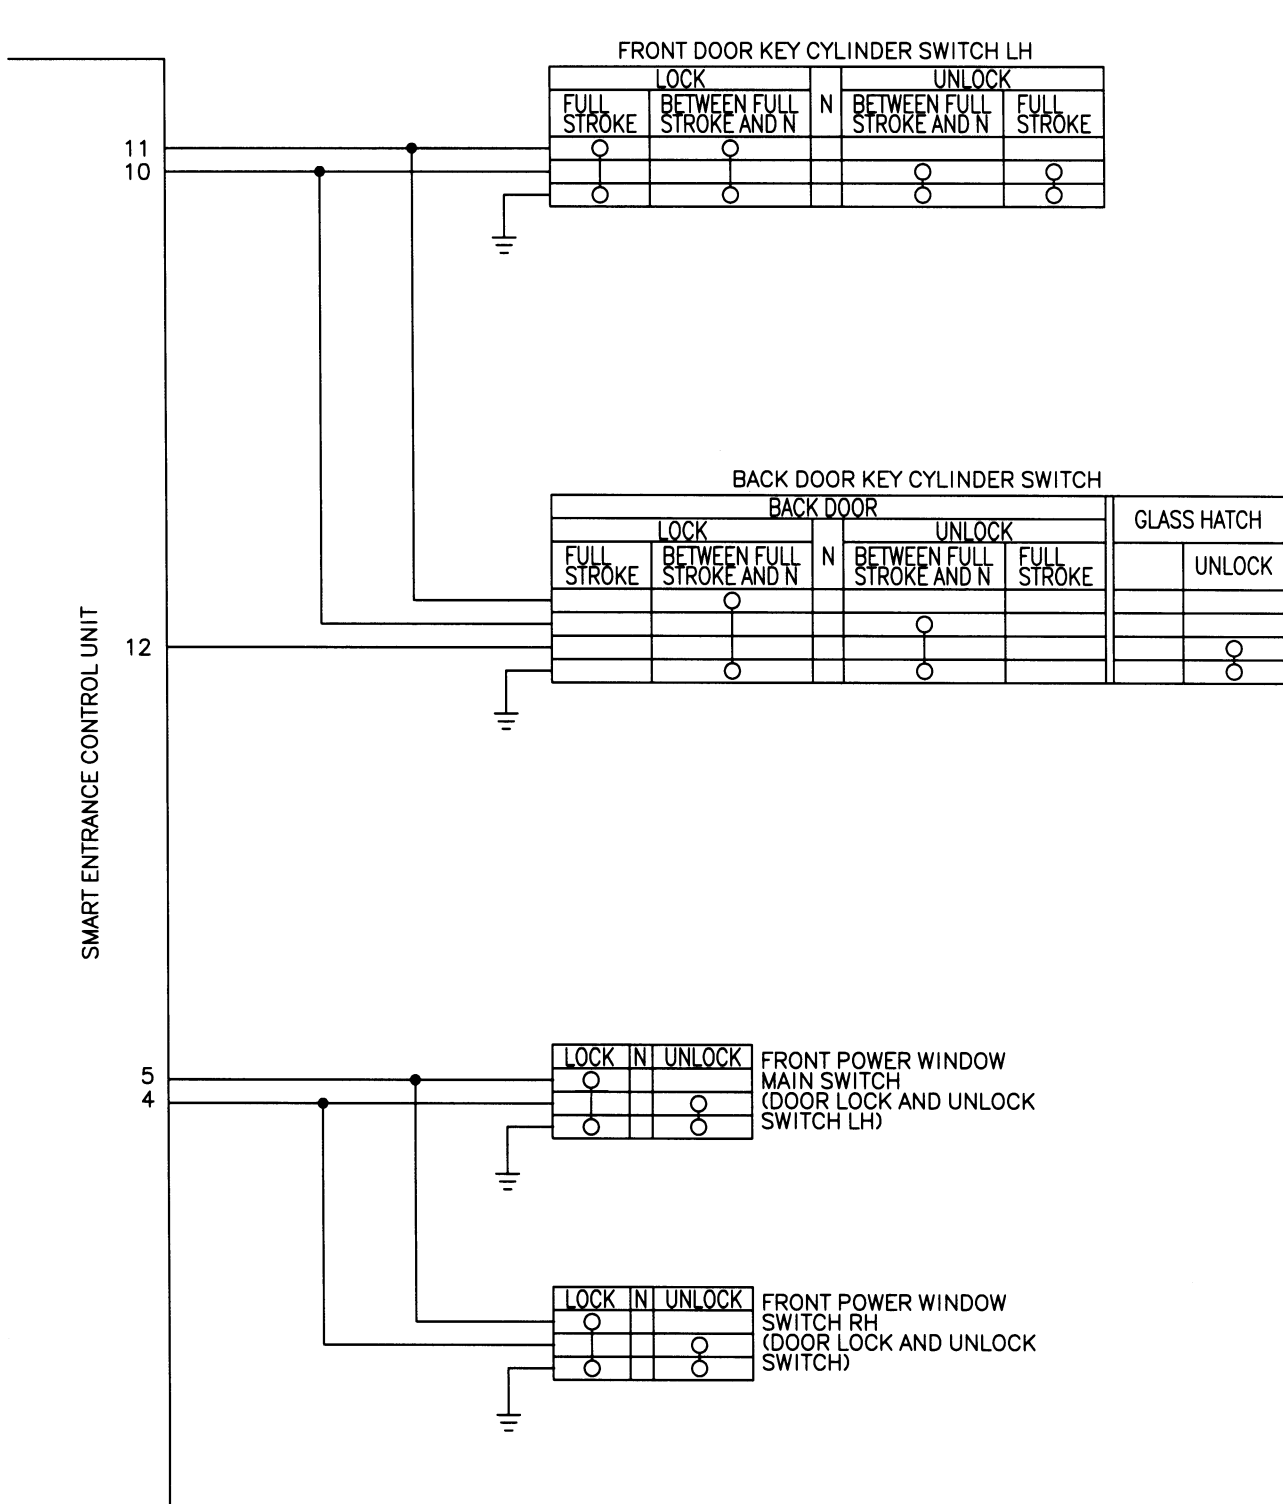 FRONT DOOR KEY CYLINDER SWITCH LH
LOCK
N
UNLOCK
FULL
STROKE
BETWEEN FULL
STROKE AND N
BETWEEN FULL
STROKE AND N
FULL
STROKE
11
10
BACK DOOR KEY CYLINDER SWITCH
BACK DOOR
GLASS HATCH
LOCK
N
UNLOCK
FULL
STROKE
BETWEEN FULL
STROKE AND N
BETWEEN FULL
STROKE AND N
FULL
STROKE
UNLOCK
12
SMART ENTRANCE CONTROL UNIT
5
4
LOCK N UNLOCK
FRONT POWER WINDOW
MAIN SWITCH
(DOOR LOCK AND UNLOCK
SWITCH LH)
LOCK N UNLOCK
FRONT POWER WINDOW
SWITCH RH
(DOOR LOCK AND UNLOCK
SWITCH)